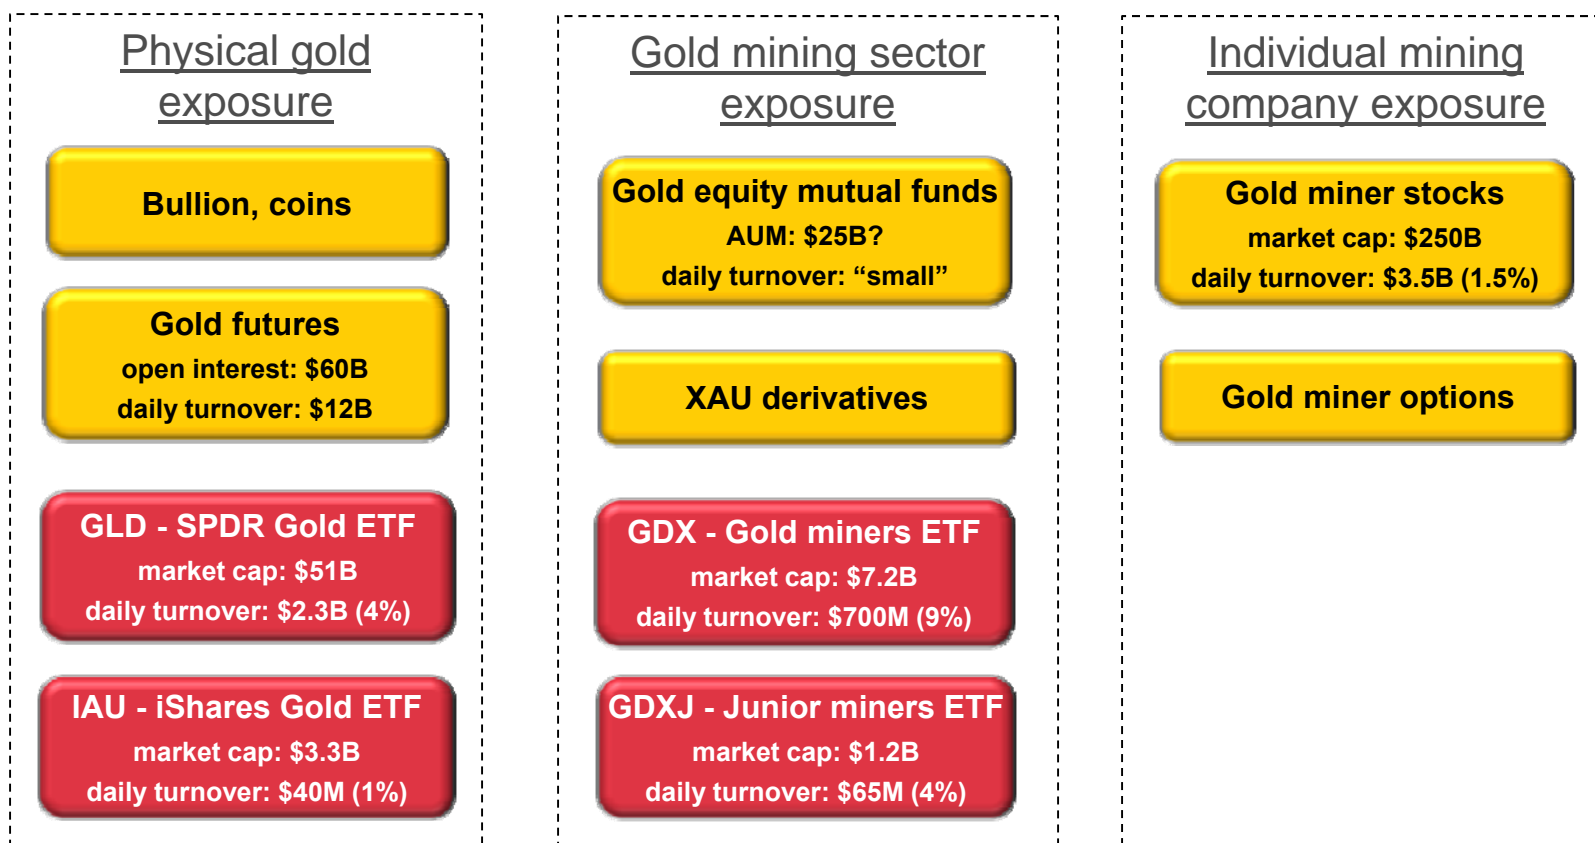 Physical gold
exposure
Bullion, coins
Gold futures
open interest: $60B
daily turnover: $12B
GLD - SPDR Gold ETF
market cap: $51B
daily turnover: $2.3B (4%)
IAU - iShares Gold ETF
market cap: $3.3B
daily turnover: $40M (1%)
Gold mining sector
exposure
Gold equity mutual funds
AUM: $25B?
daily turnover: “small”
XAU derivatives
GDX - Gold miners ETF
market cap: $7.2B
daily turnover: $700M (9%)
GDXJ - Junior miners ETF
market cap: $1.2B
daily turnover: $65M (4%)
Individual mining
company exposure
Gold miner stocks
market cap: $250B
daily turnover: $3.5B (1.5%)
Gold miner options